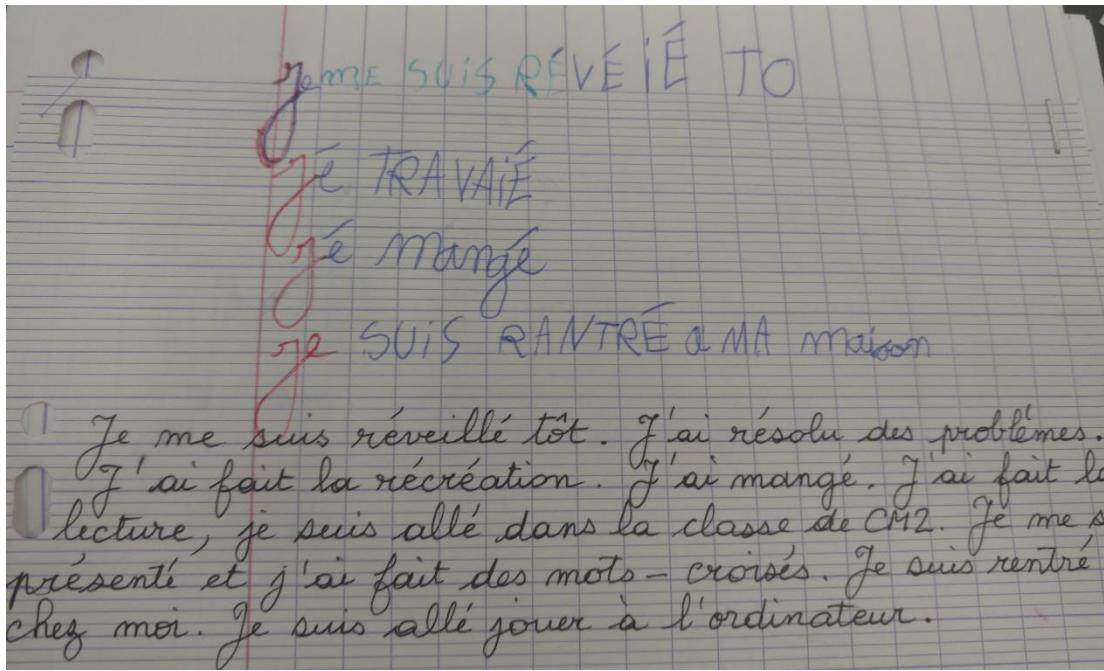 je me SUiS RÉVÉiÉ TO
jé TRAVAiÉ
jé mangé
je SUiS RANTRÉ a MA maison
Je me suis réveillé tôt. J'ai résolu des problèmes.
J'ai fait la récréation. J'ai mangé. J'ai fait la
lecture, je suis allé dans la classe de CM2. Je me s
présenté et j'ai fait des mots-croisés. Je suis rentré
chez moi. Je suis allé jouer à l'ordinateur.